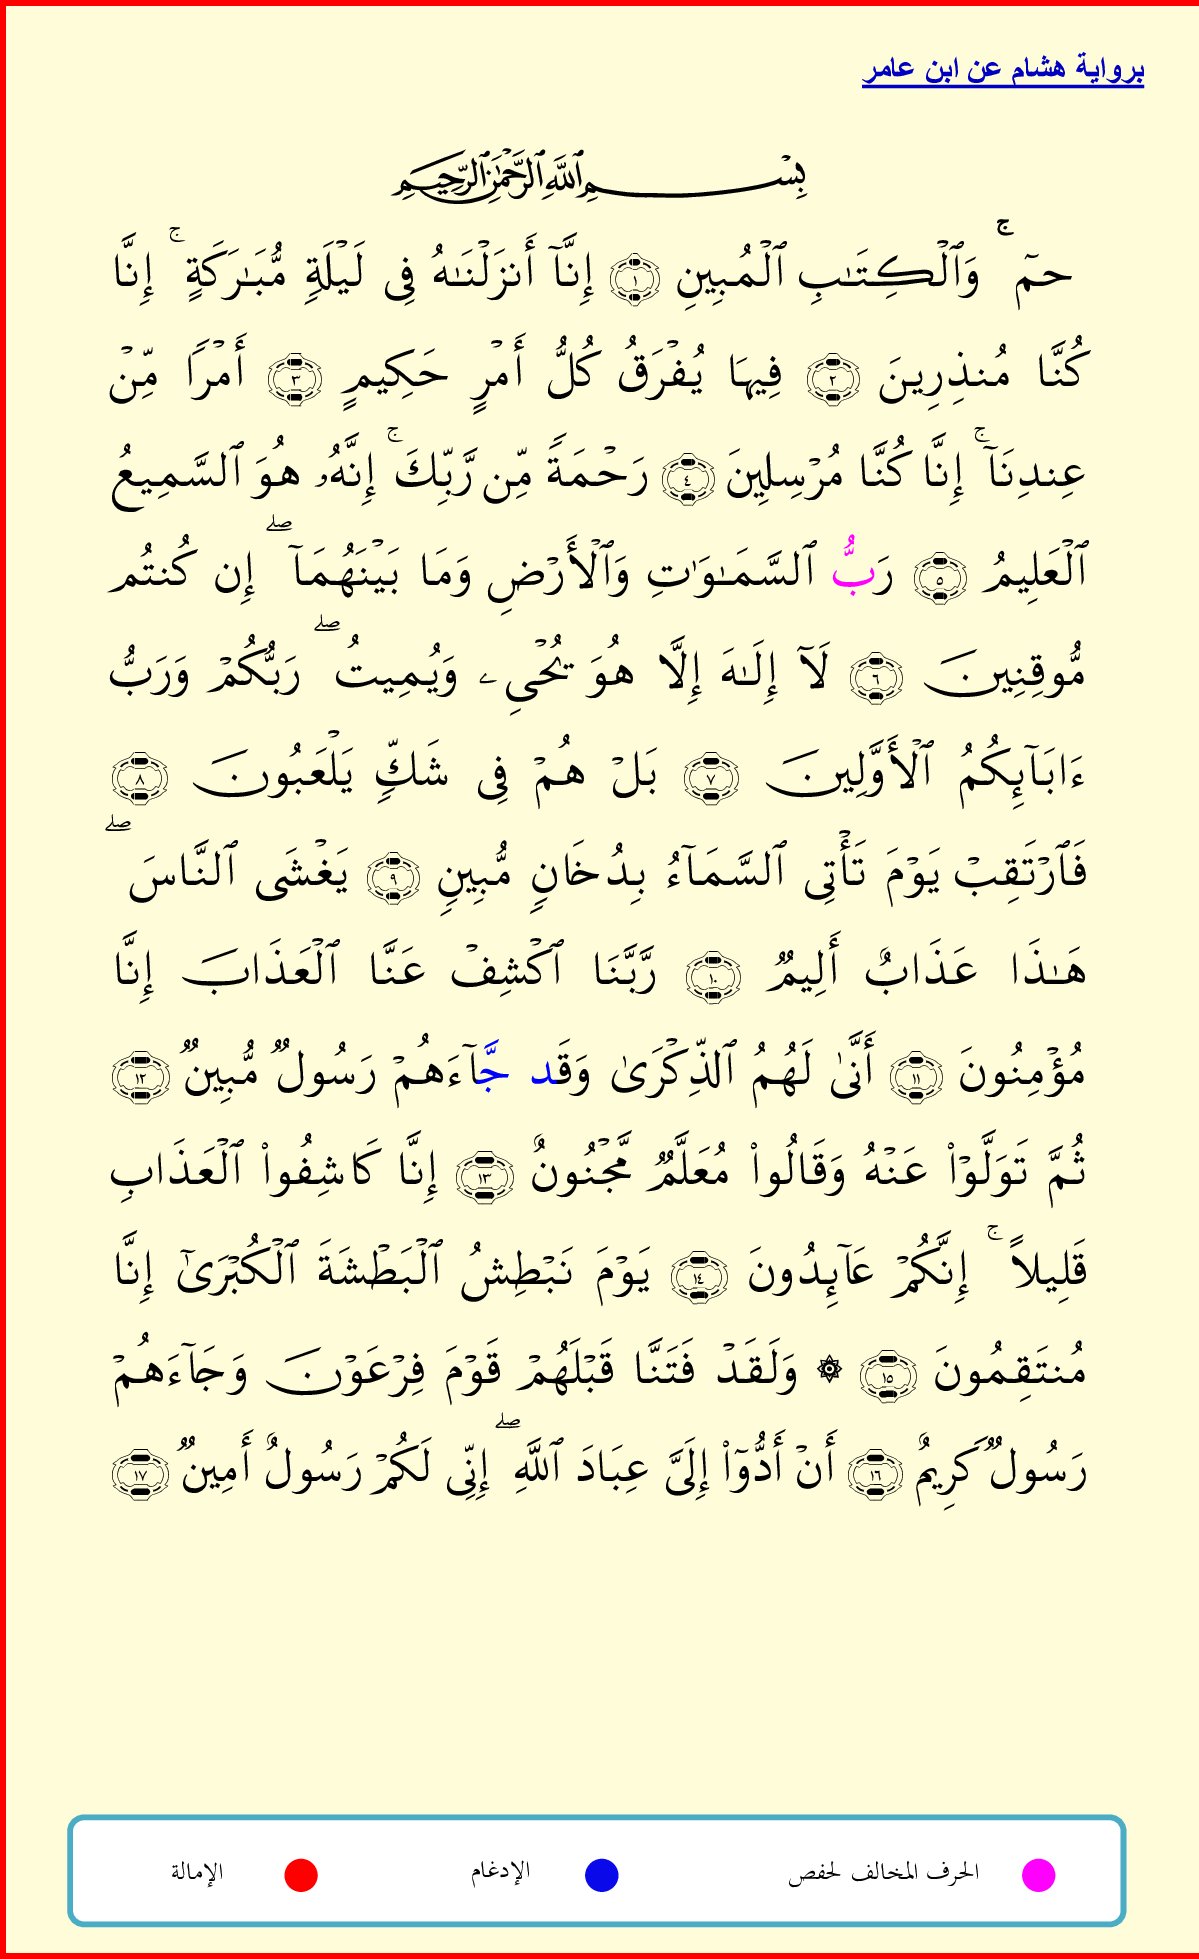 برواية هشام عن ابن عامر
بِسْمِ ٱللَّهِ ٱلرَّحْمَٰنِ ٱلرَّحِيمِ
حمٓ ۚ وَٱلْكِتَٰبِ ٱلْمُبِينِ ١ إِنَّآ أَنزَلْنَٰهُ فِى لَيْلَةٍ مُّبَٰرَكَةٍ ۚ إِنَّا
كُنَّا مُنذِرِينَ ٢ فِيهَا يُفْرَقُ كُلُّ أَمْرٍ حَكِيمٍ ٣ أَمْرًا مِّنْ
عِندِنَآ ۚ إِنَّا كُنَّا مُرْسِلِينَ ٤ رَحْمَةً مِّن رَّبِّكَ ۚ إِنَّهُۥ هُوَ ٱلسَّمِيعُ
ٱلْعَلِيمُ ٥ رَبُّ ٱلسَّمَٰوَٰتِ وَٱلْأَرْضِ وَمَا بَيْنَهُمَآ ۖ إِن كُنتُم
مُّوقِنِينَ ٦ لَآ إِلَٰهَ إِلَّا هُوَ يُحْىِۦ وَيُمِيتُ ۖ رَبُّكُمْ وَرَبُّ
ءَابَآئِكُمُ ٱلْأَوَّلِينَ ٧ بَلْ هُمْ فِى شَكٍّ يَلْعَبُونَ ٨
فَٱرْتَقِبْ يَوْمَ تَأْتِى ٱلسَّمَآءُ بِدُخَانٍ مُّبِينٍ ٩ يَغْشَى ٱلنَّاسَ ۖ
هَٰذَا عَذَابٌ أَلِيمٌ ١٠ رَّبَّنَا ٱكْشِفْ عَنَّا ٱلْعَذَابَ إِنَّا
مُؤْمِنُونَ ١١ أَنَّىٰ لَهُمُ ٱلذِّكْرَىٰ وَقَد جَّآءَهُمْ رَسُولٌ مُّبِينٌ ١٢
ثُمَّ تَوَلَّوْا۟ عَنْهُ وَقَالُوا۟ مُعَلَّمٌ مَّجْنُونٌ ١٣ إِنَّا كَاشِفُوا۟ ٱلْعَذَابِ
قَلِيلًا ۚ إِنَّكُمْ عَآئِدُونَ ١٤ يَوْمَ نَبْطِشُ ٱلْبَطْشَةَ ٱلْكُبْرَىٰٓ إِنَّا
مُنتَقِمُونَ ١٥ ۞ وَلَقَدْ فَتَنَّا قَبْلَهُمْ قَوْمَ فِرْعَوْنَ وَجَآءَهُمْ
رَسُولٌ كَرِيمٌ ١٦ أَنْ أَدُّوٓا۟ إِلَىَّ عِبَادَ ٱللَّهِ ۖ إِنِّى لَكُمْ رَسُولٌ أَمِينٌ ١٧
الحرف المخالف لحفص الإدغام الإمالة